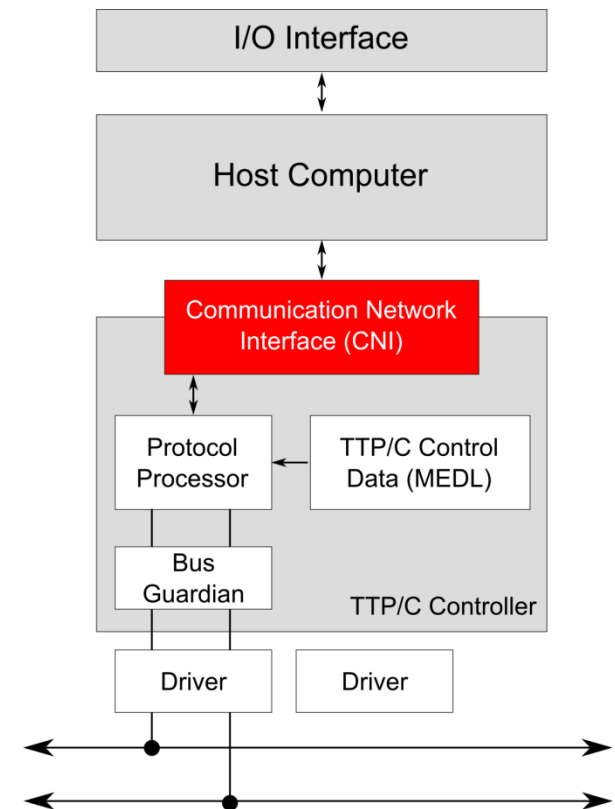 I/O Interface
Host Computer
Communication Network
Interface (CNI)
Protocol
Processor
TTP/C Control
Data (MEDL)
Bus
Guardian
TTP/C Controller
Driver
Driver